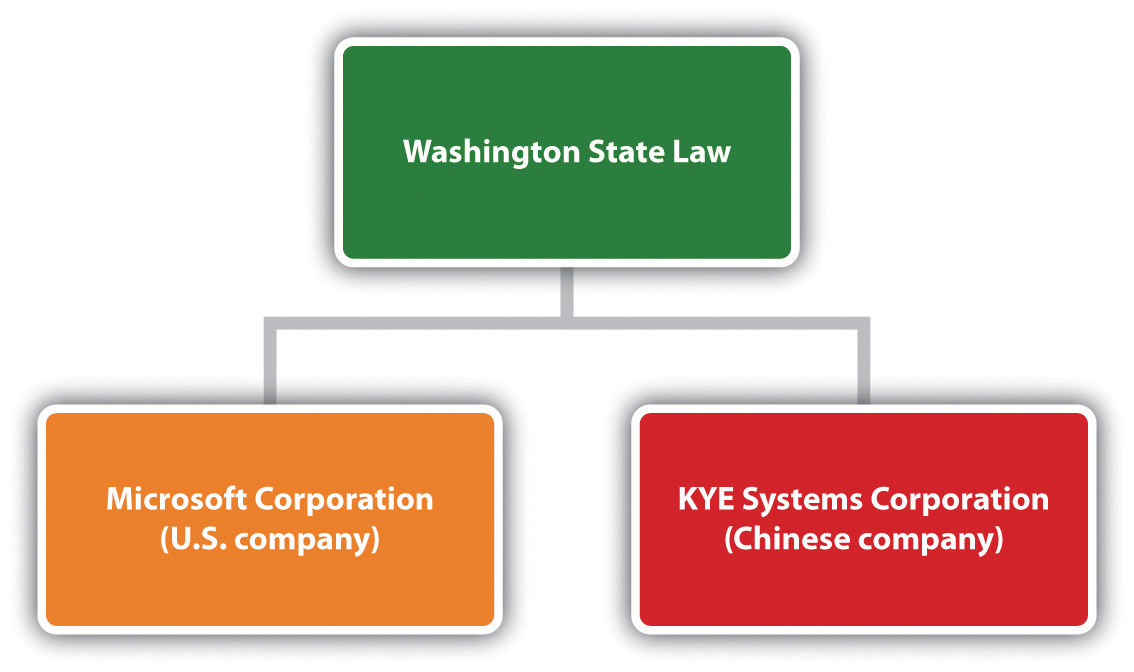 Washington State Law
Microsoft Corporation
(U.S. company)
KYE Systems Corporation
(Chinese company)